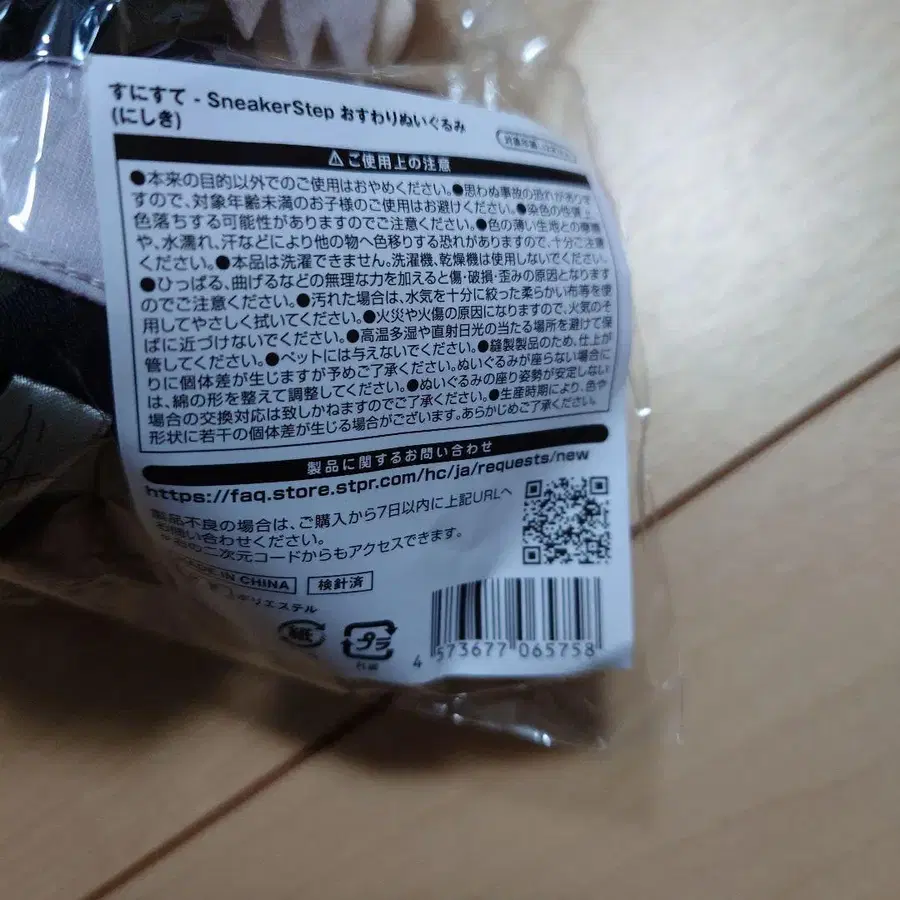 すにすて - SneakerStep おすわりぬいぐるみ
(にしき)
⚠ご使用上の注意
●本来の目的以外でのご使用はおやめください。●思わぬ事故の恐れがありま
すので、対象年齢未満のお子様のご使用はお避けください。●染色の性質上
色落ちする可能性がありますのでご注意ください。●色の薄い生地との摩擦
や、水濡れ、汗などにより他の物へ色移りする恐れがありますので、十分ご注意
ください。●本品は洗濯できません。洗濯機、乾燥機は使用しないでください。
●ひっぱる、曲げるなどの無理な力を加えると傷・破損・歪みの原因となります
のでご注意ください。●汚れた場合は、水気を十分に絞った柔らかい布等を使
用してやさしく拭いてください。●火災や火傷の原因になりますので、火気のそ
ばに近づけないでください。●高温多湿や直射日光の当たる場所を避けて保
管してください。●ペットには与えないでください。●縫製製品のため、仕上が
りに個体差が生じますが予めご了承ください。ぬいぐるみが座らない場合に
は、綿の形を整えて調整してください。●ぬいぐるみの座り姿勢が安定しない
場合の交換対応は致しかねますのでご了承ください。●生産時期により、色や
形状に若干の個体差が生じる場合がございます。あらかじめご了承ください。
製品に関するお問い合わせ
https://faq.store.stpr.com/hc/ja/requests/new
製品不良の場合は、ご購入から7日以内に上記URLへ
お問い合わせください。
二次元コードからもアクセスできます。
MADE IN CHINA 検針済
ポリエステル
紙 プラ
4 573677 065758